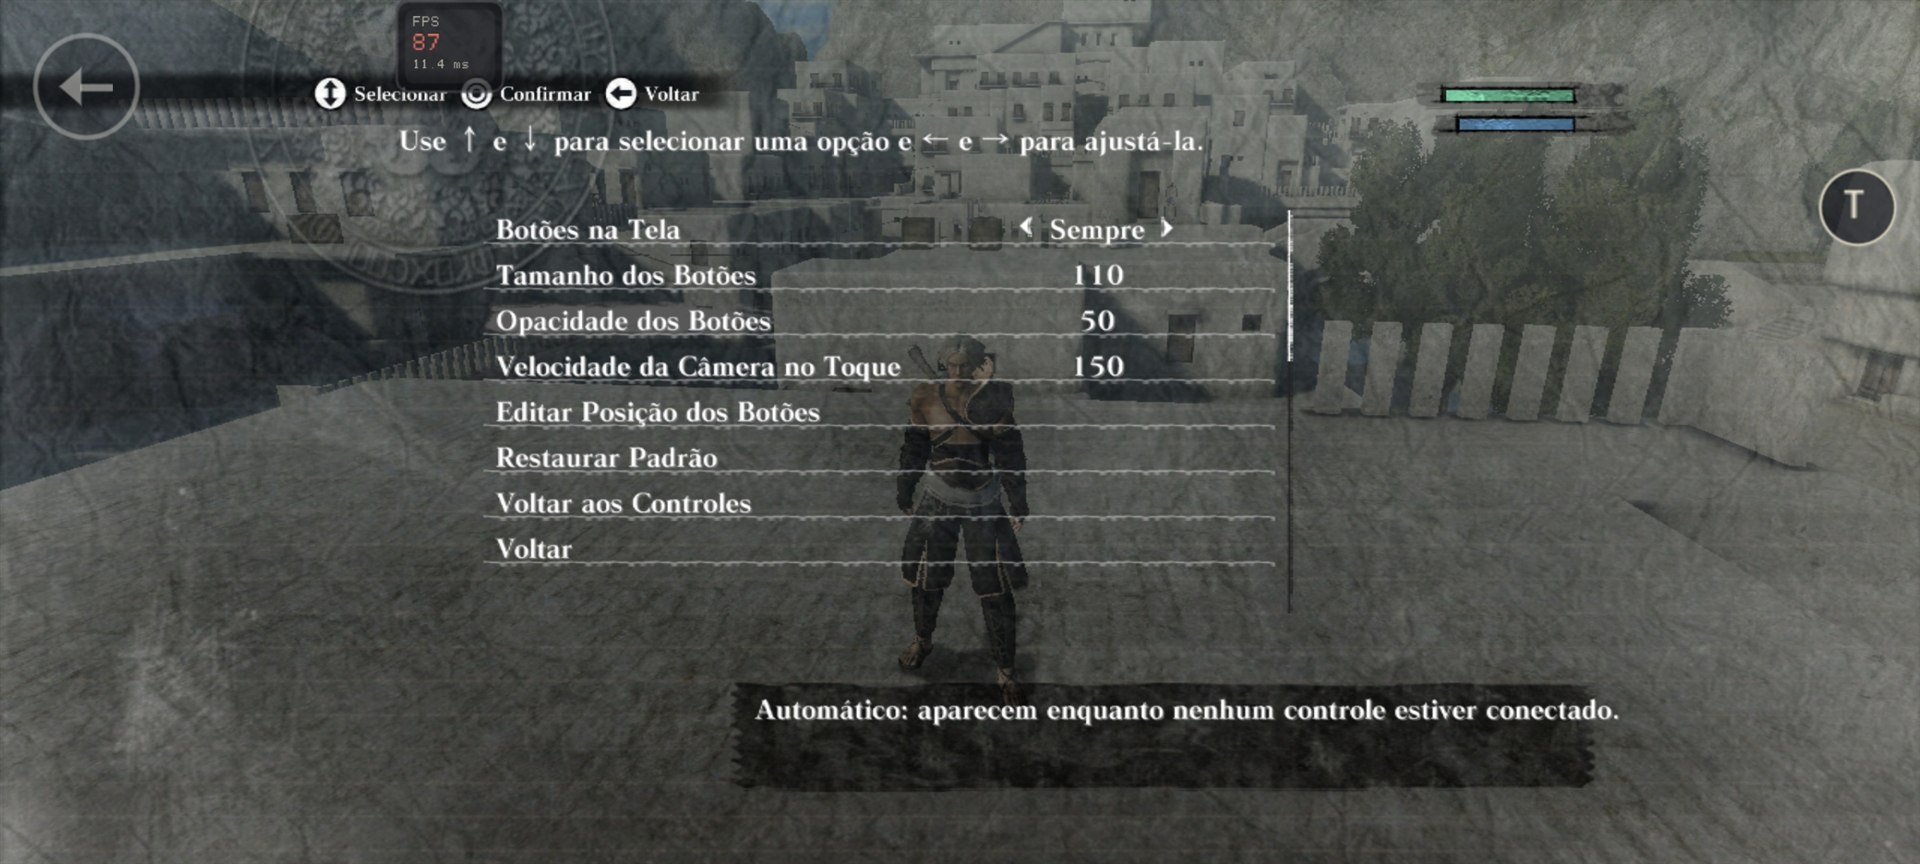 FPS
87
11.4 ms
Selecionar Confirmar Voltar
Use ↑ e ↓ para selecionar uma opção e ← e → para ajustá-la.
T
Botões na Tela Sempre
Tamanho dos Botões 110
Opacidade dos Botões 50
Velocidade da Câmera no Toque 150
Editar Posição dos Botões
Restaurar Padrão
Voltar aos Controles
Voltar
Automático: aparecem enquanto nenhum controle estiver conectado.